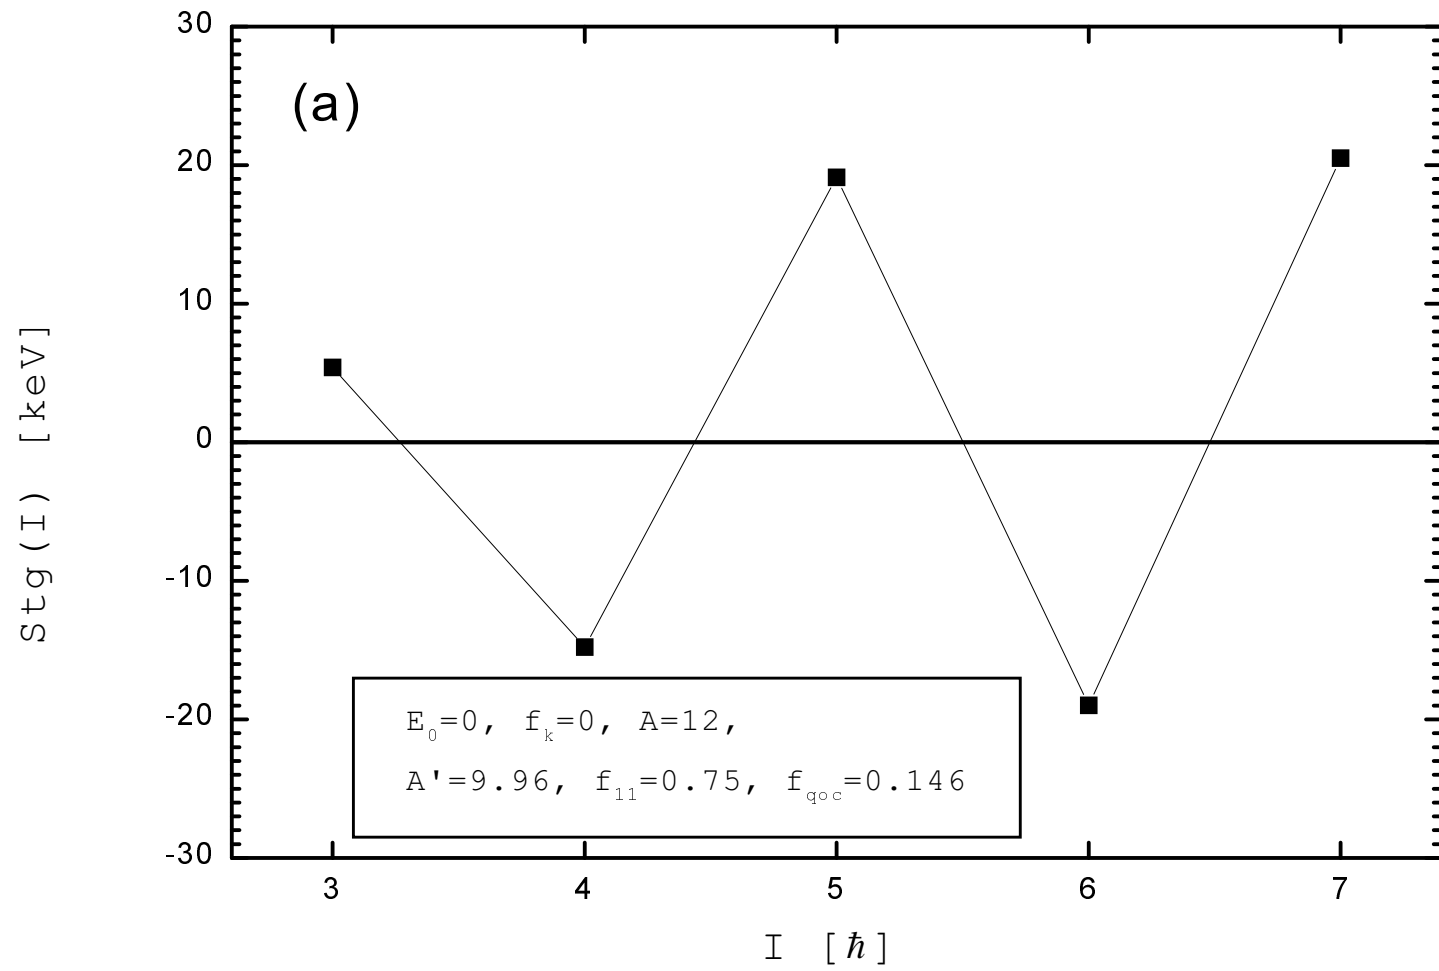 30
(a)
20
10
0
-10
-20
-30
Stg(I) [keV]
E₀=0, fₖ=0, A=12,
A'=9.96, f₁₁=0.75, f_qoc=0.146
3 4 5 6 7
I [ħ]